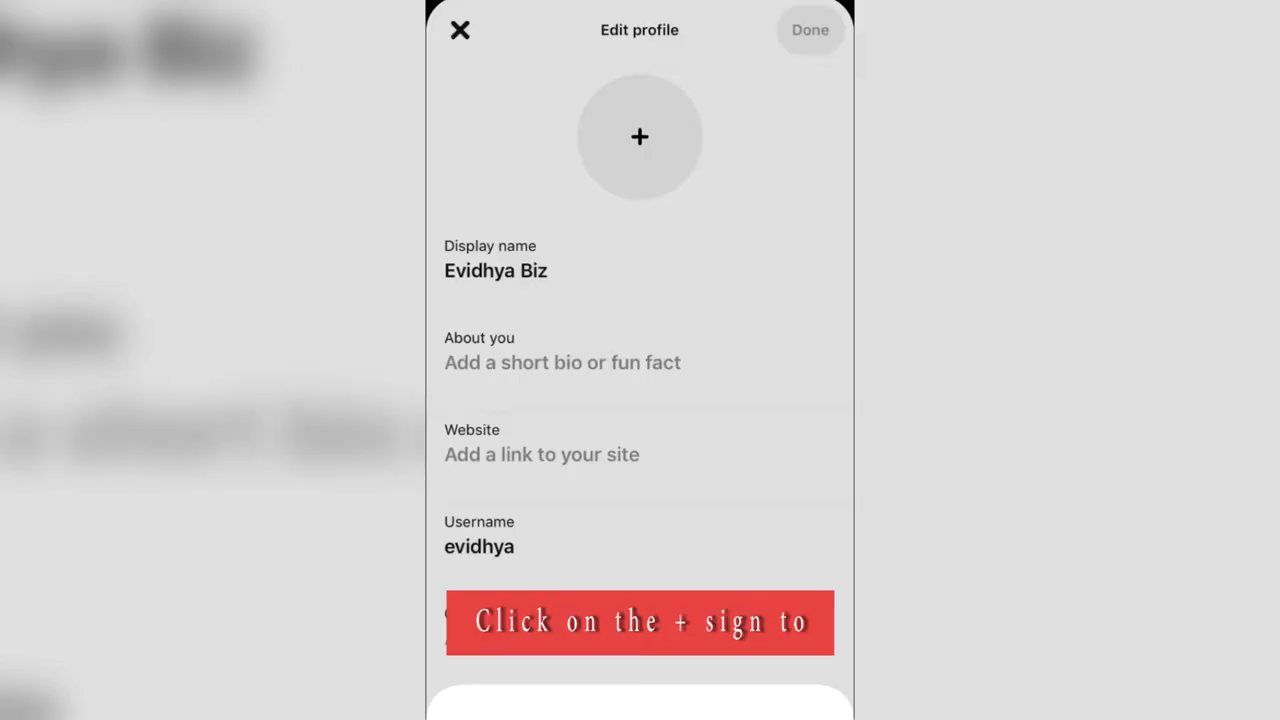 Edit profile
Done
+
Display name
Evidhya Biz
About you
Add a short bio or fun fact
Website
Add a link to your site
Username
evidhya
Click on the + sign to